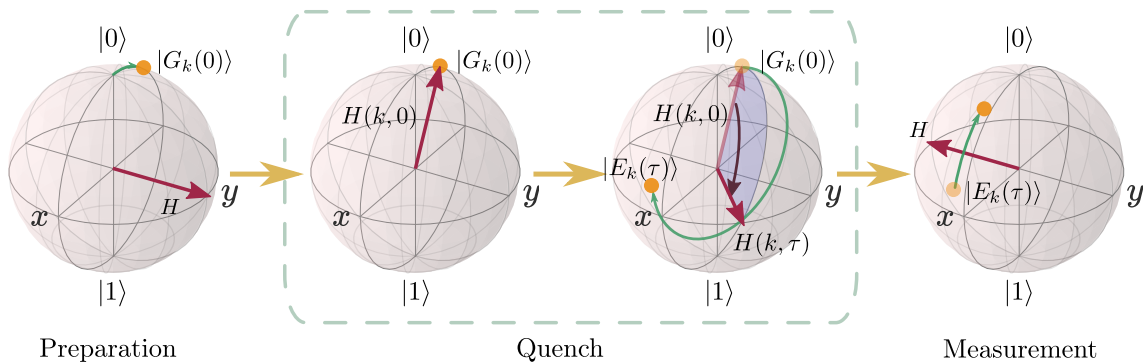 |0⟩
|G_k(0)⟩
H
x
y
|1⟩
Preparation
|0⟩
|G_k(0)⟩
H(k, 0)
|1⟩
Quench
|0⟩
|G_k(0)⟩
H(k, 0)
|E_k(τ)⟩
H(k, τ)
x
y
|1⟩
|0⟩
H
|E_k(τ)⟩
y
|1⟩
Measurement